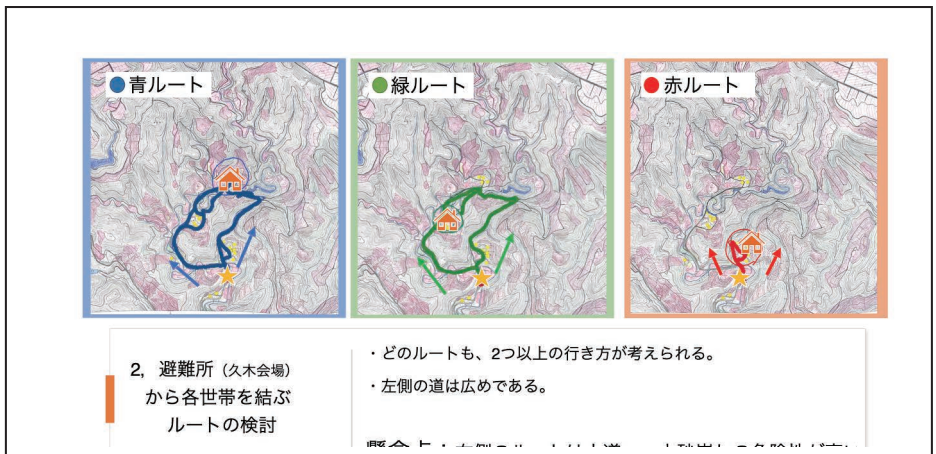 ●青ルート
●緑ルート
●赤ルート
2, 避難所（久木会場）
から各世帯を結ぶ
ルートの検討
・どのルートも、2つ以上の行き方が考えられる。
・左側の道は広めである。